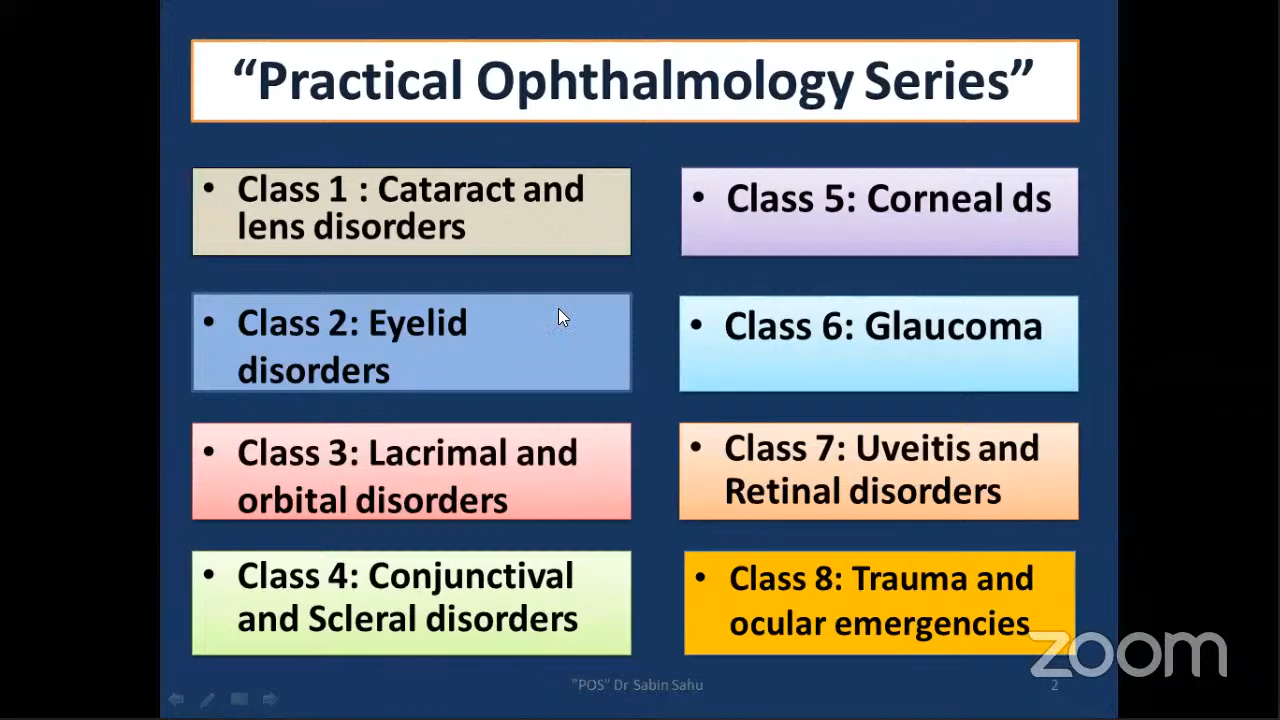 “Practical Ophthalmology Series”
• Class 1 : Cataract and
lens disorders
• Class 2: Eyelid
disorders
• Class 3: Lacrimal and
orbital disorders
• Class 4: Conjunctival
and Scleral disorders
• Class 5: Corneal ds
• Class 6: Glaucoma
• Class 7: Uveitis and
Retinal disorders
• Class 8: Trauma and
ocular emergencies
"POS" Dr Sabin Sahu
2
zoom